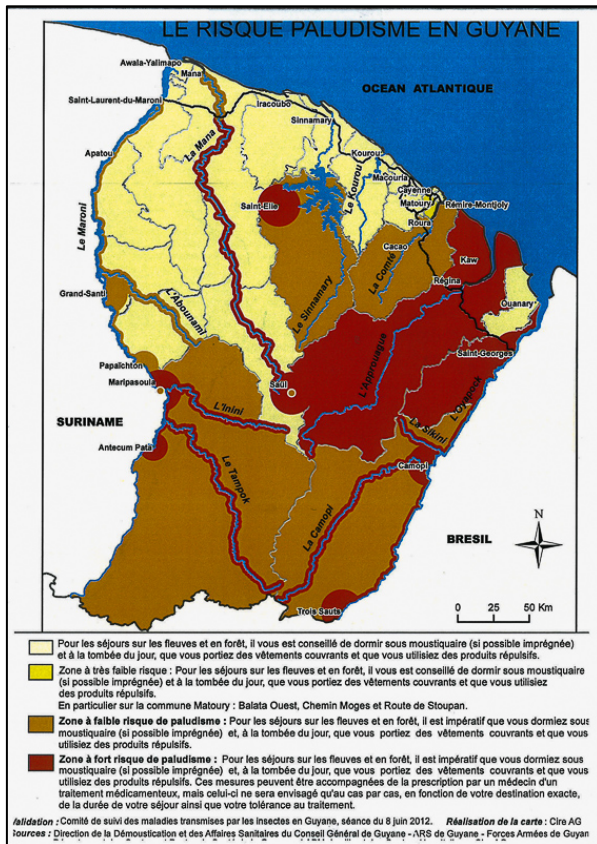 LE RISQUE PALUDISME EN GUYANE
Awala-Yalimapo
Mana
OCEAN ATLANTIQUE
Saint-Laurent-du-Maroni
Iracoubo
Sinnamary
La Mana
Apatou
Kourou
Le Kourou
Macouria
Cayenne
Matoury
Rémire-Montjoly
Saint-Elie
Roura
Le Maroni
Cacao
La Comté
Kaw
Le Sinnamary
Régina
Grand-Santi
L'Abounami
Ouanary
Saint-Georges
Papaïchton
L'Approuague
Maripasoula
Saül
L'Oyapock
SURINAME
L'Inini
La Sikini
Antecum Pata
Camopi
Le Tampok
La Camopi
BRESIL
N
Trois Sauts
0 25 50 Km
Pour les séjours sur les fleuves et en forêt, il vous est conseillé de dormir sous moustiquaire (si possible imprégnée)
et à la tombée du jour, que vous portiez des vêtements couvrants et que vous utilisiez des produits répulsifs.
Zone à très faible risque : Pour les séjours sur les fleuves et en forêt, il vous est conseillé de dormir sous moustiquaire
(si possible imprégnée) et à la tombée du jour, que vous portiez des vêtements couvrants et que vous utilisiez
des produits répulsifs.
En particulier sur la commune Matoury : Balata Ouest, Chemin Moges et Route de Stoupan.
Zone à faible risque de paludisme : Pour les séjours sur les fleuves et en forêt, il est impératif que vous dormiez sous
moustiquaire (si possible imprégnée) et, à la tombée du jour, que vous portiez des vêtements couvrants et que vous
utilisiez des produits répulsifs.
Zone à fort risque de paludisme : Pour les séjours sur les fleuves et en forêt, il est impératif que vous dormiez sous
moustiquaire (si possible imprégnée) et, à la tombée du jour, que vous portiez des vêtements couvrants et que vous
utilisiez des produits répulsifs. Ces mesures peuvent être accompagnées de la prescription par un médecin d'un
traitement médicamenteux, mais celui-ci ne sera envisagé qu'au cas par cas, en fonction de votre destination exacte,
de la durée de votre séjour ainsi que votre tolérance au traitement.
Validation : Comité de suivi des maladies transmises par les insectes en Guyane, séance du 8 juin 2012. Réalisation de la carte : Cire AG
Sources : Direction de la Démoustication et des Affaires Sanitaires du Conseil Général de Guyane - ARS de Guyane - Forces Armées de Guyan